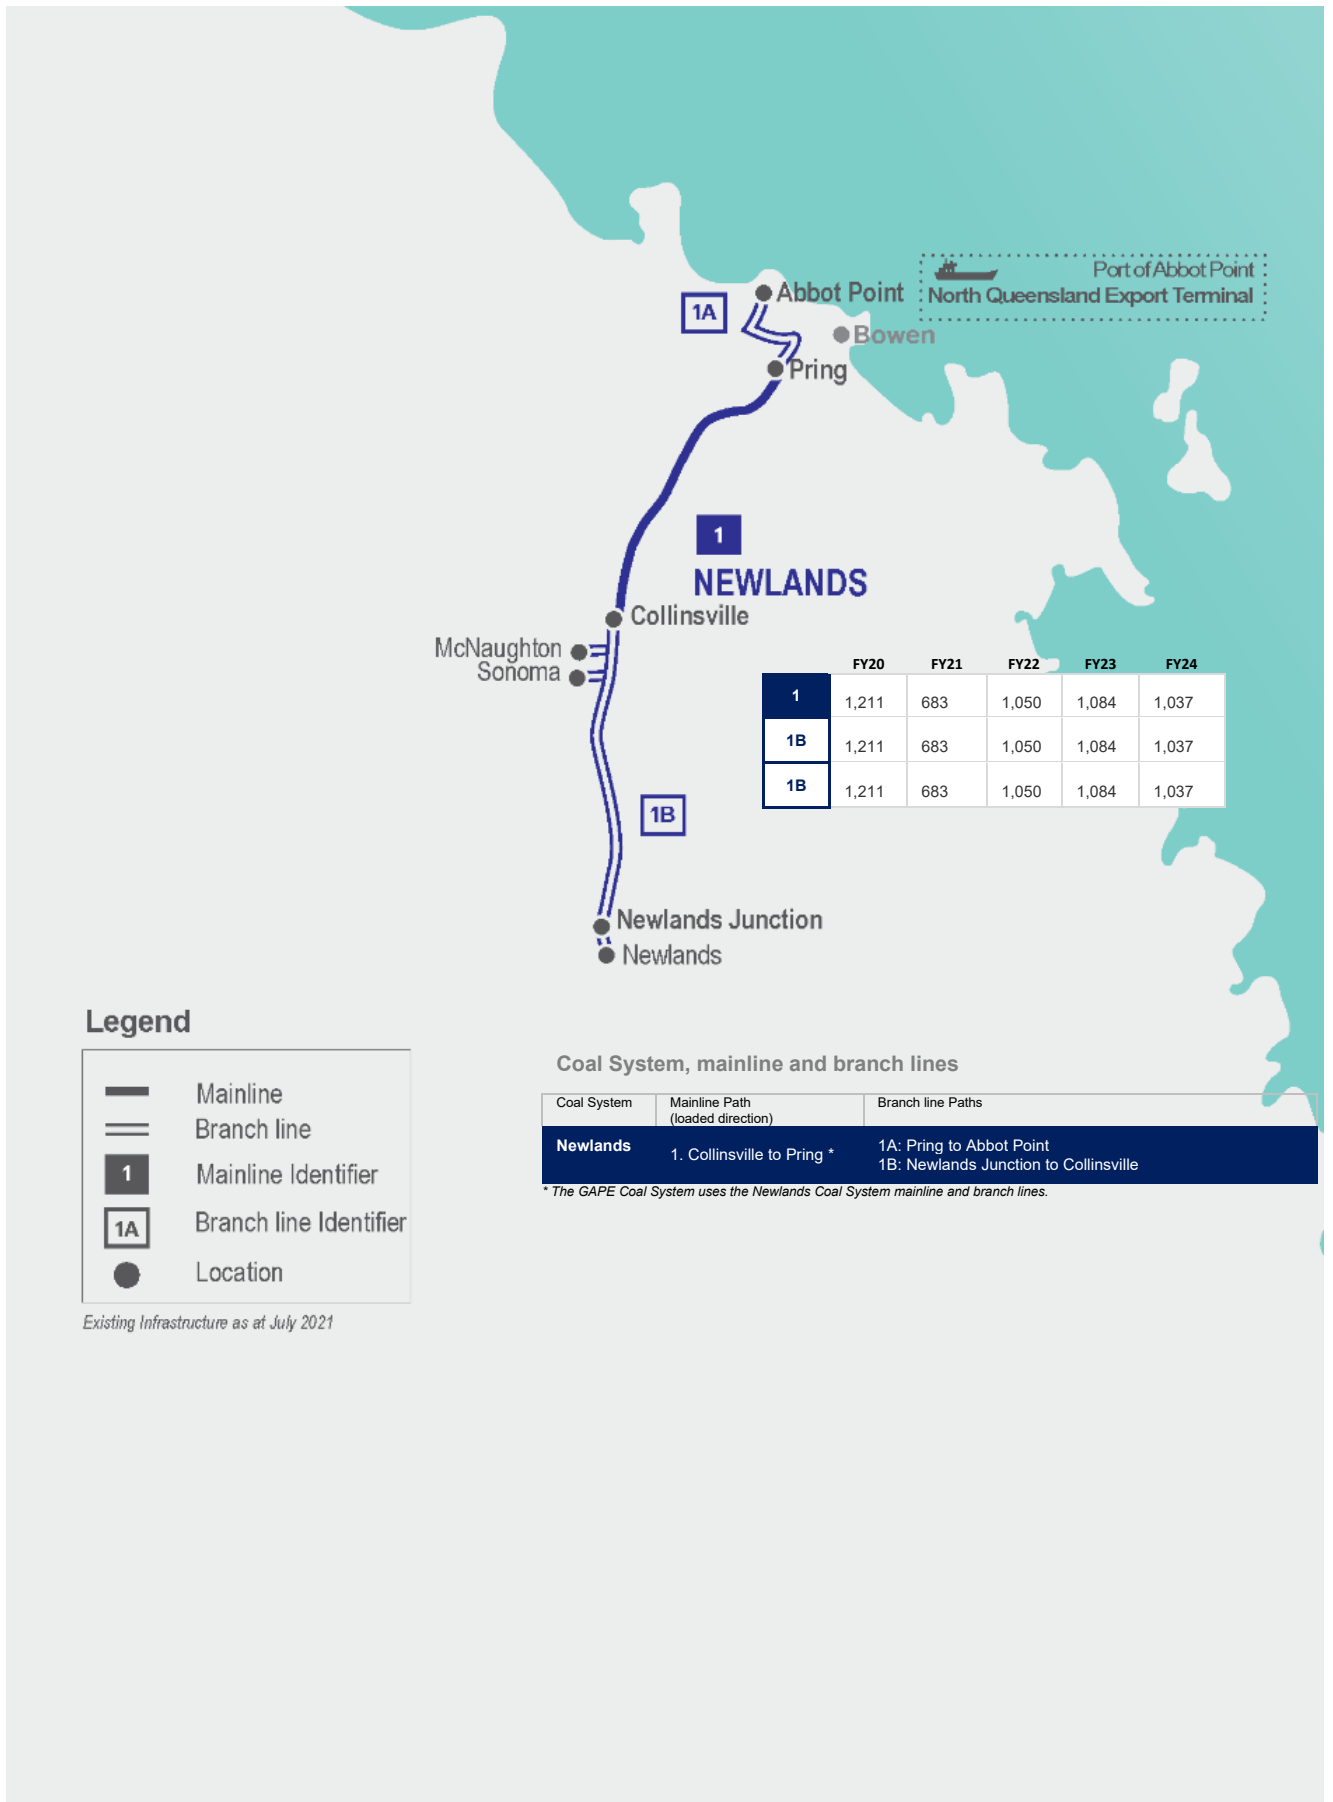 Port of Abbot Point
North Queensland Export Terminal
Abbot Point
1A
Bowen
Pring
1
NEWLANDS
Collinsville
McNaughton
Sonoma
FY20 FY21 FY22 FY23 FY24
1 1,211 683 1,050 1,084 1,037
1B 1,211 683 1,050 1,084 1,037
1B 1,211 683 1,050 1,084 1,037
1B
Newlands Junction
Newlands
Legend
Mainline
Branch line
1 Mainline Identifier
1A Branch line Identifier
Location
Existing Infrastructure as at July 2021
Coal System, mainline and branch lines
Coal System Mainline Path Branch line Paths
(loaded direction)
Newlands 1. Collinsville to Pring * 1A: Pring to Abbot Point
1B: Newlands Junction to Collinsville
* The GAPE Coal System uses the Newlands Coal System mainline and branch lines.